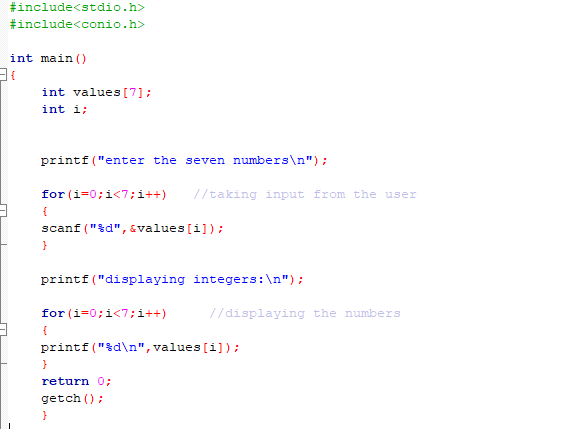 #include<stdio.h>
#include<conio.h>
int main()
{
int values[7];
int i;
printf("enter the seven numbers\n");
for(i=0;i<7;i++)   //taking input from the user
{
scanf("%d",&values[i]);
}
printf("displaying integers:\n");
for(i=0;i<7;i++)     //displaying the numbers
{
printf("%d\n",values[i]);
}
return 0;
getch();
}